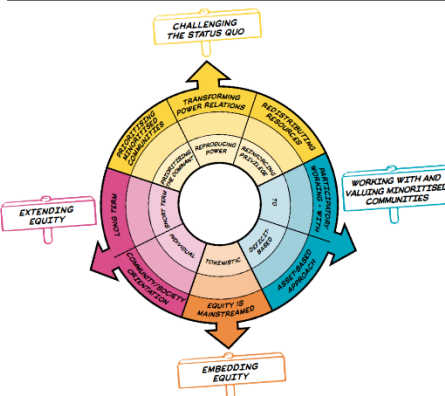 CHALLENGING
THE STATUS QUO
PRIORITISING
MINORITISED
COMMUNITIES
TRANSFORMING
POWER RELATIONS
REDISTRIBUTING
RESOURCES
PRIORITISING
THE DOMINANT
REPRODUCING
POWER
REINFORCING
PRIVILEGE
PARTICIPATORY
WORKING - WITH
TO
WORKING WITH AND
VALUING MINORITISED
COMMUNITIES
EXTENDING
EQUITY
LONG TERM
SHORT TERM
INDIVIDUAL
COMMUNITY/SOCIETY
ORIENTATION
TOKENISTIC
EQUITY IS
MAINSTREAMED
DEFICIT-
BASED
ASSET-BASED
APPROACH
EMBEDDING
EQUITY